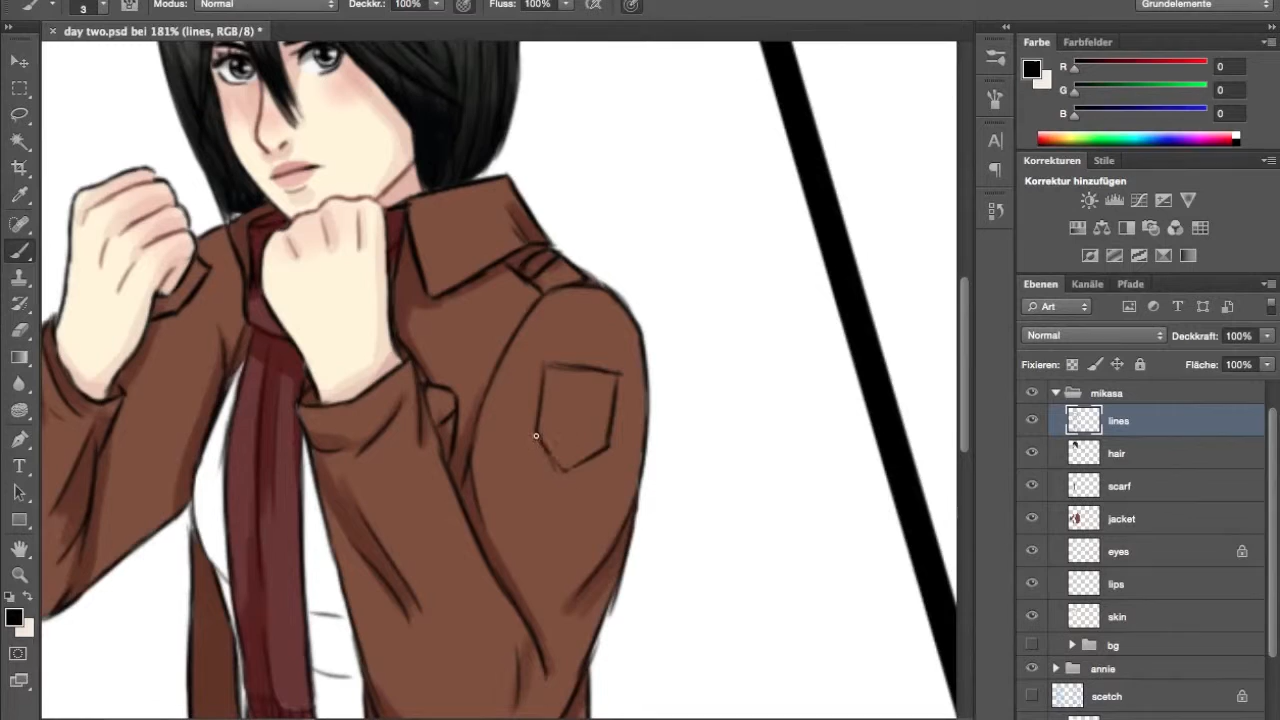 3 Modus: Normal Deckkr.: 100% Fluss: 100% Grundelemente
× day two.psd bei 181% (lines, RGB/8) *
Farbe Farbfelder
R 0
G 0
B 0
Korrekturen Stile
Korrektur hinzufügen
Ebenen Kanäle Pfade
Art
Normal Deckkraft: 100%
Fixieren: Fläche: 100%
mikasa
lines
hair
scarf
jacket
eyes
lips
skin
bg
annie
scetch